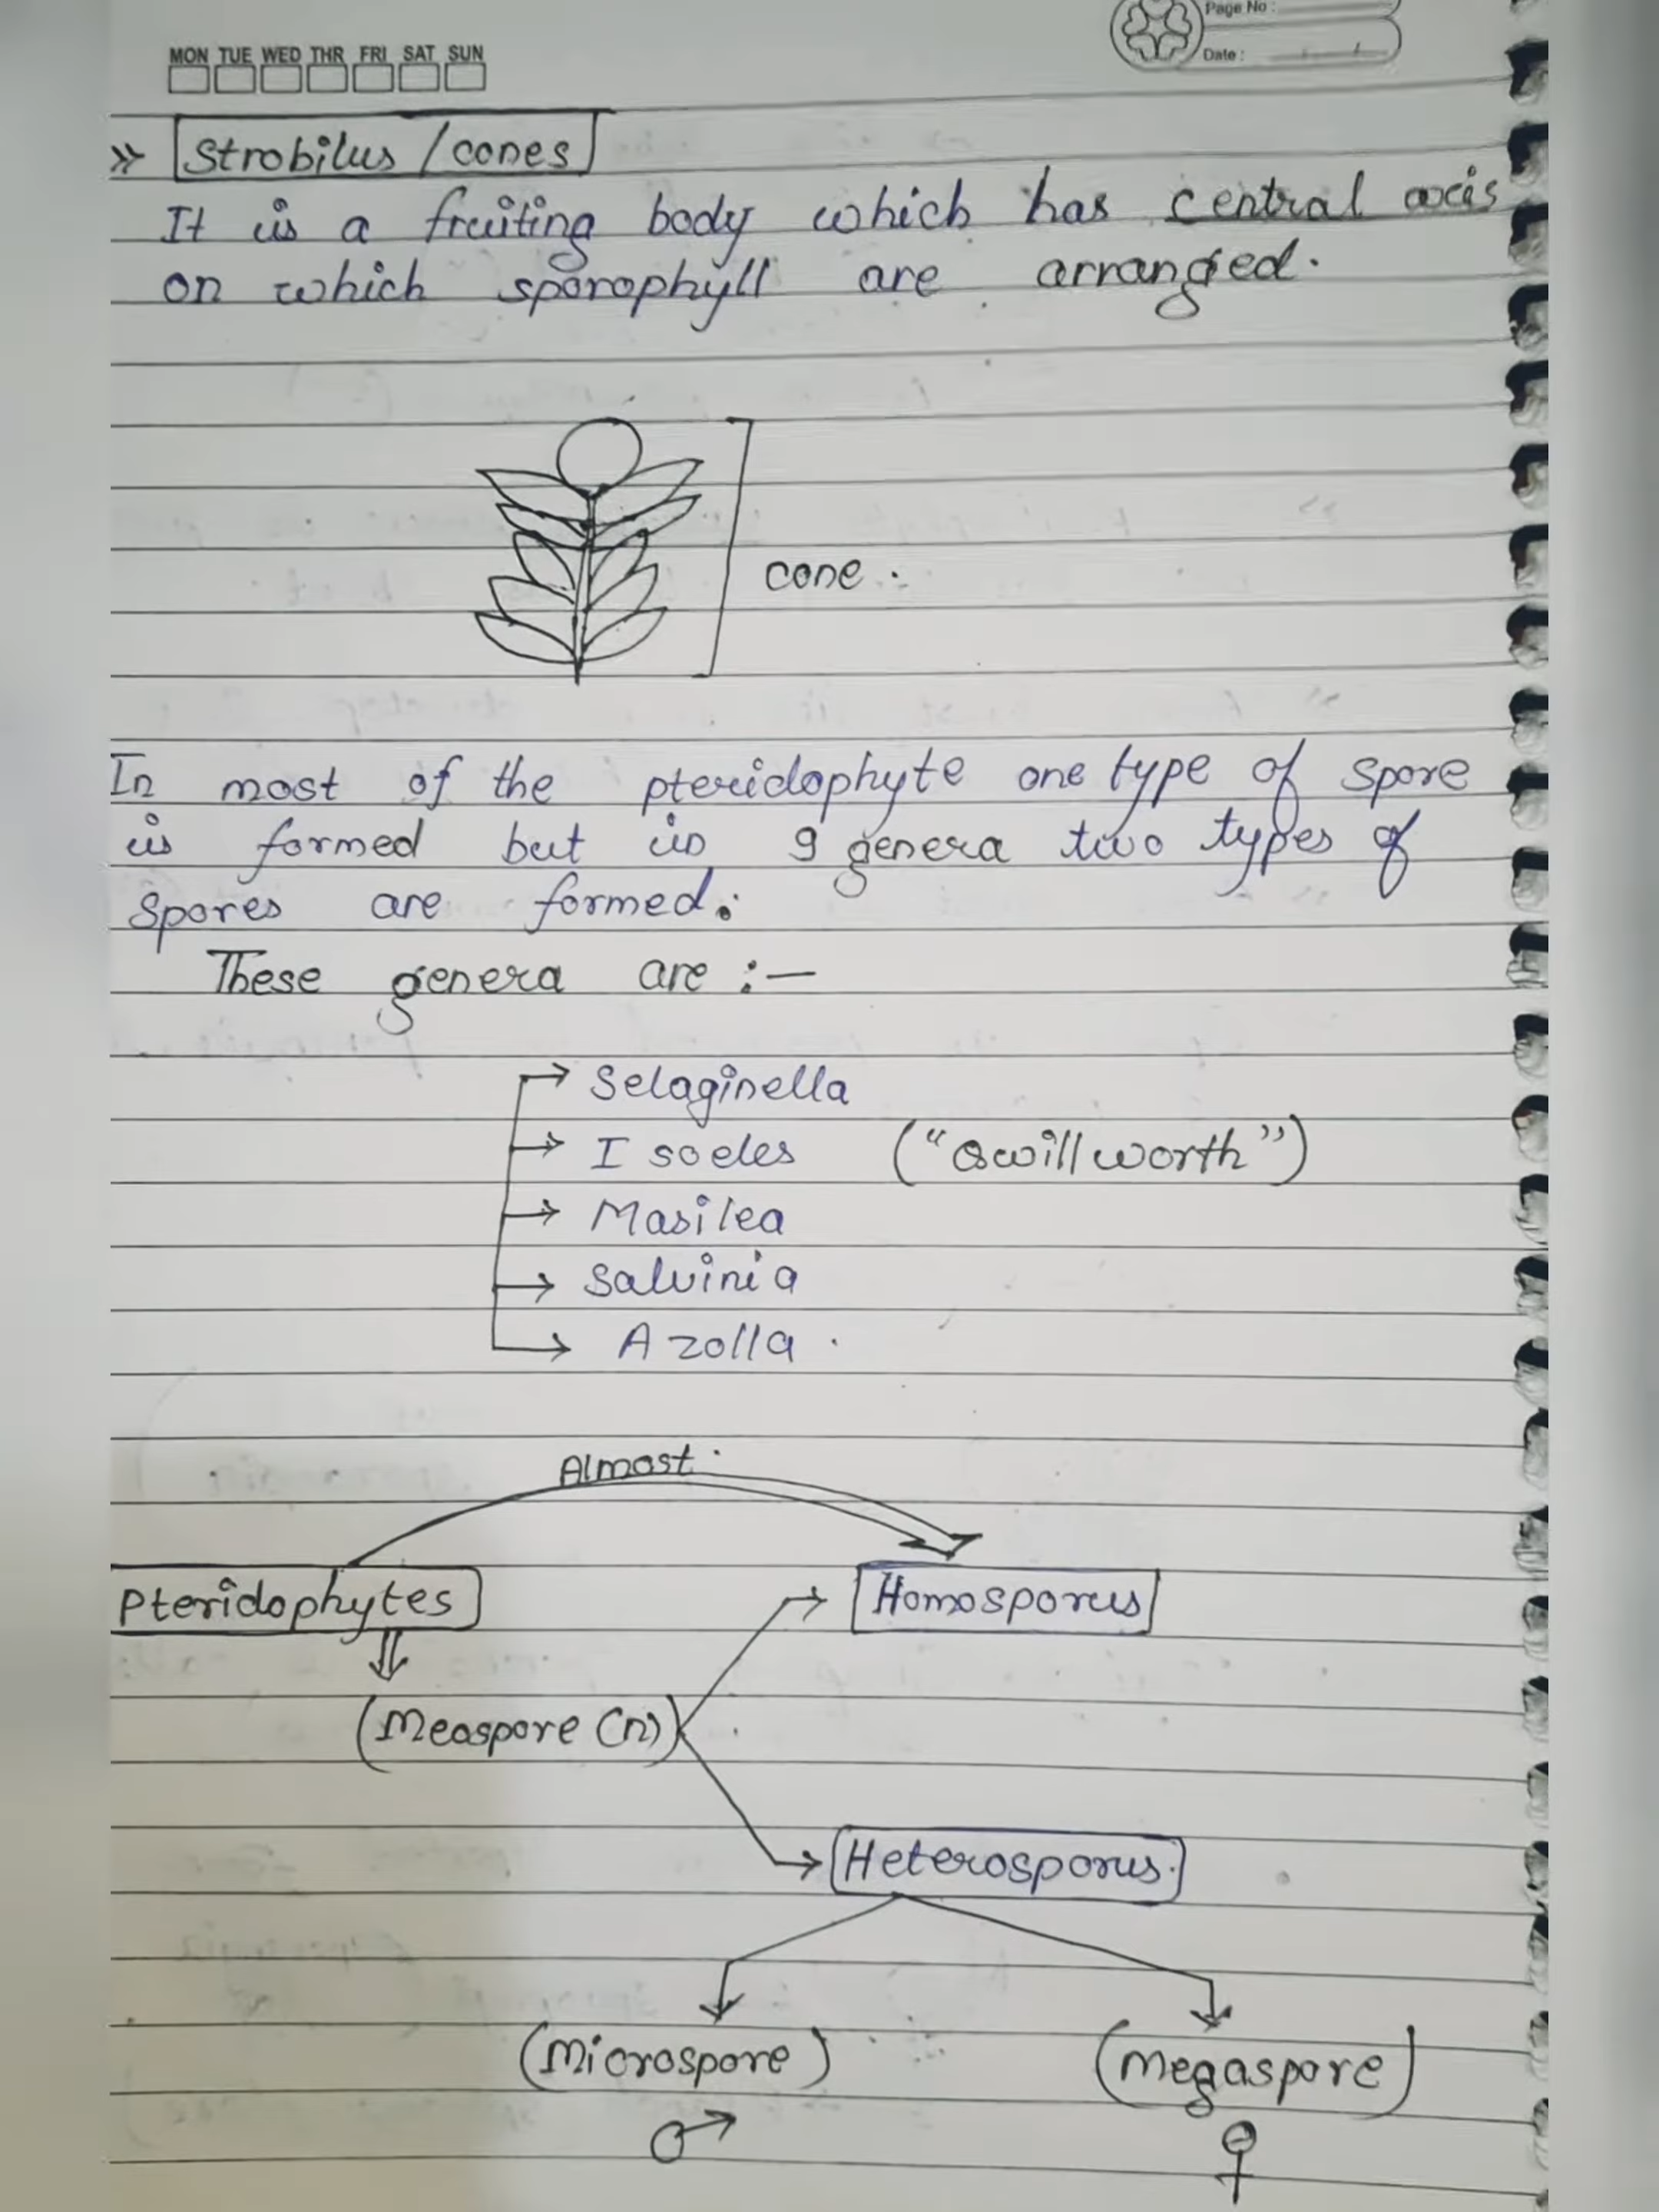 Page No :
Date :
MON TUE WED THR FRI SAT SUN
» Strobilus / cones
It is a fruiting body which has central axis
on which sporophyll are arranged.
cone.
In most of the pteridophyte one type of spore
is formed but in 9 genera two types of
spores are formed.
These genera are :—
→ Selaginella
→ Isoeles ("Qwill worth")
→ Masilea
→ Salvinia
→ Azolla.
Almost.
Pteridophytes
Homosporus
(Meospore (n))
Heterosporus.
(Microspore) (Megaspore)
♂ ♀